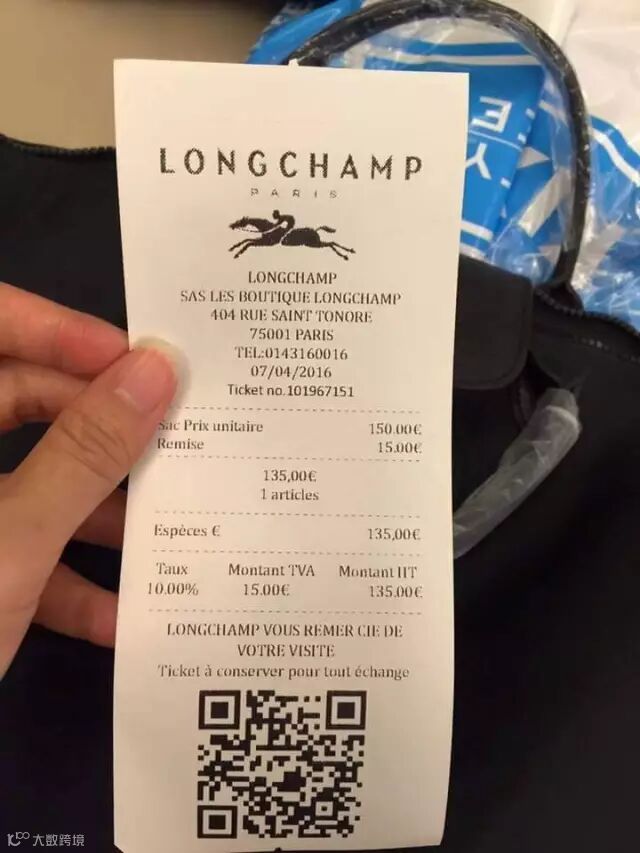 LONGCHAMP
PARIS
LONGCHAMP
SAS LES BOUTIQUE LONGCHAMP
404 RUE SAINT TONORE
75001 PARIS
TEL:0143160016
07/04/2016
Ticket no.101967151
Sac Prix unitaire 150.00€
Remise 15.00€
135,00€
1 articles
Espèces € 135,00€
Taux Montant TVA Montant HT
10.00% 15.00€ 135.00€
LONGCHAMP VOUS REMER CIE DE
VOTRE VISITE
Ticket à conserver pour tout échange
大数跨境